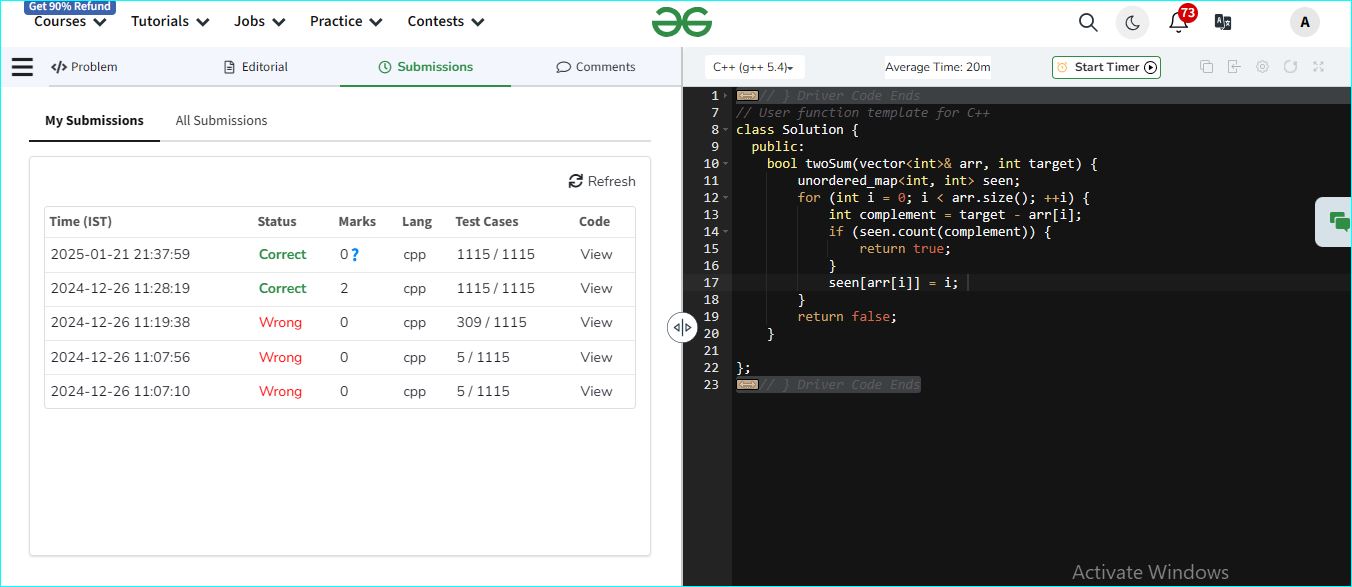 Get 90% Refund
Courses Tutorials Jobs Practice Contests
73
A
</> Problem Editorial Submissions Comments
C++ (g++ 5.4) Average Time: 20m Start Timer
My Submissions All Submissions
Refresh
Time (IST) Status Marks Lang Test Cases Code
2025-01-21 21:37:59 Correct 0 ? cpp 1115 / 1115 View
2024-12-26 11:28:19 Correct 2 cpp 1115 / 1115 View
2024-12-26 11:19:38 Wrong 0 cpp 309 / 1115 View
2024-12-26 11:07:56 Wrong 0 cpp 5 / 1115 View
2024-12-26 11:07:10 Wrong 0 cpp 5 / 1115 View
1 // } Driver Code Ends
7 // User function template for C++
8 class Solution {
9 public:
10 bool twoSum(vector<int>& arr, int target) {
11 unordered_map<int, int> seen;
12 for (int i = 0; i < arr.size(); ++i) {
13 int complement = target - arr[i];
14 if (seen.count(complement)) {
15 return true;
16 }
17 seen[arr[i]] = i;
18 }
19 return false;
20 }
21
22 };
23 // } Driver Code Ends
Activate Windows